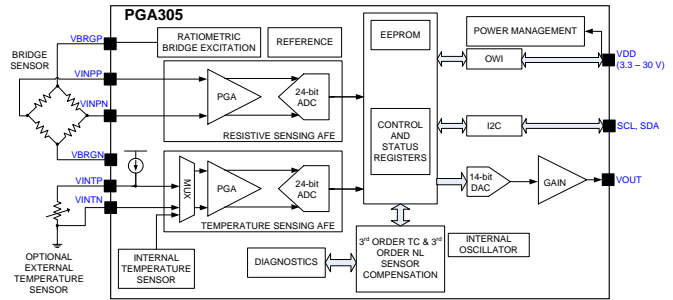 PGA305
VBRGP
RATIOMETRIC
BRIDGE EXCITATION
REFERENCE
EEPROM
POWER MANAGEMENT
BRIDGE
SENSOR
VINPP
VINPN
PGA
24-bit
ADC
RESISTIVE SENSING AFE
OWI
VDD
(3.3 – 30 V)
CONTROL
AND
STATUS
REGISTERS
I2C
SCL, SDA
VBRGN
VINTP
VINTN
MUX
PGA
24-bit
ADC
TEMPERATURE SENSING AFE
14-bit
DAC
GAIN
VOUT
OPTIONAL
EXTERNAL
TEMPERATURE
SENSOR
INTERNAL
TEMPERATURE
SENSOR
DIAGNOSTICS
3rd ORDER TC & 3rd
ORDER NL
SENSOR
COMPENSATION
INTERNAL
OSCILLATOR